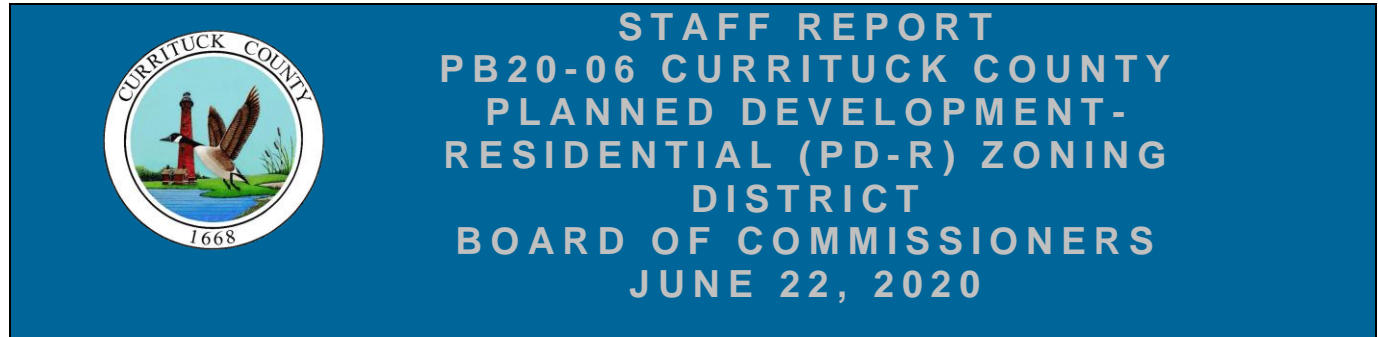 CURRITUCK COUNTY
1668
STAFF REPORT
PB20-06 CURRITUCK COUNTY
PLANNED DEVELOPMENT-
RESIDENTIAL (PD-R) ZONING
DISTRICT
BOARD OF COMMISSIONERS
JUNE 22, 2020